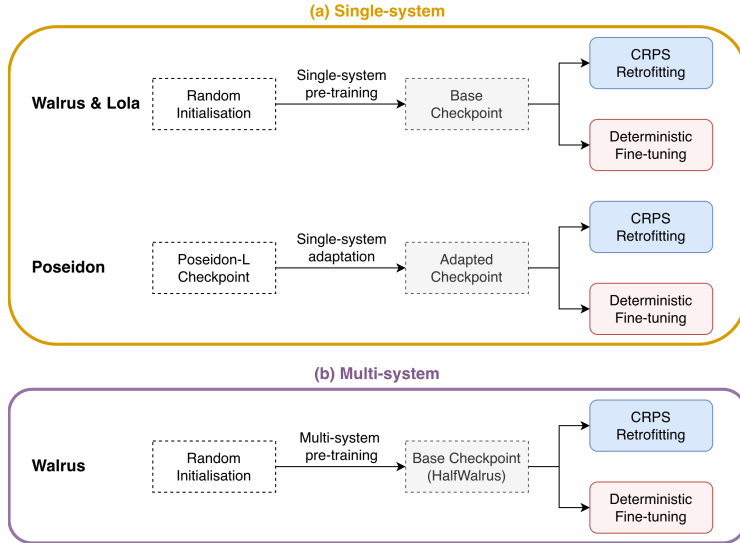 (a) Single-system
Walrus & Lola
Random
Initialisation
Single-system
pre-training
Base
Checkpoint
CRPS
Retrofitting
Deterministic
Fine-tuning
Poseidon
Poseidon-L
Checkpoint
Single-system
adaptation
Adapted
Checkpoint
CRPS
Retrofitting
Deterministic
Fine-tuning
(b) Multi-system
Walrus
Random
Initialisation
Multi-system
pre-training
Base Checkpoint
(HalfWalrus)
CRPS
Retrofitting
Deterministic
Fine-tuning